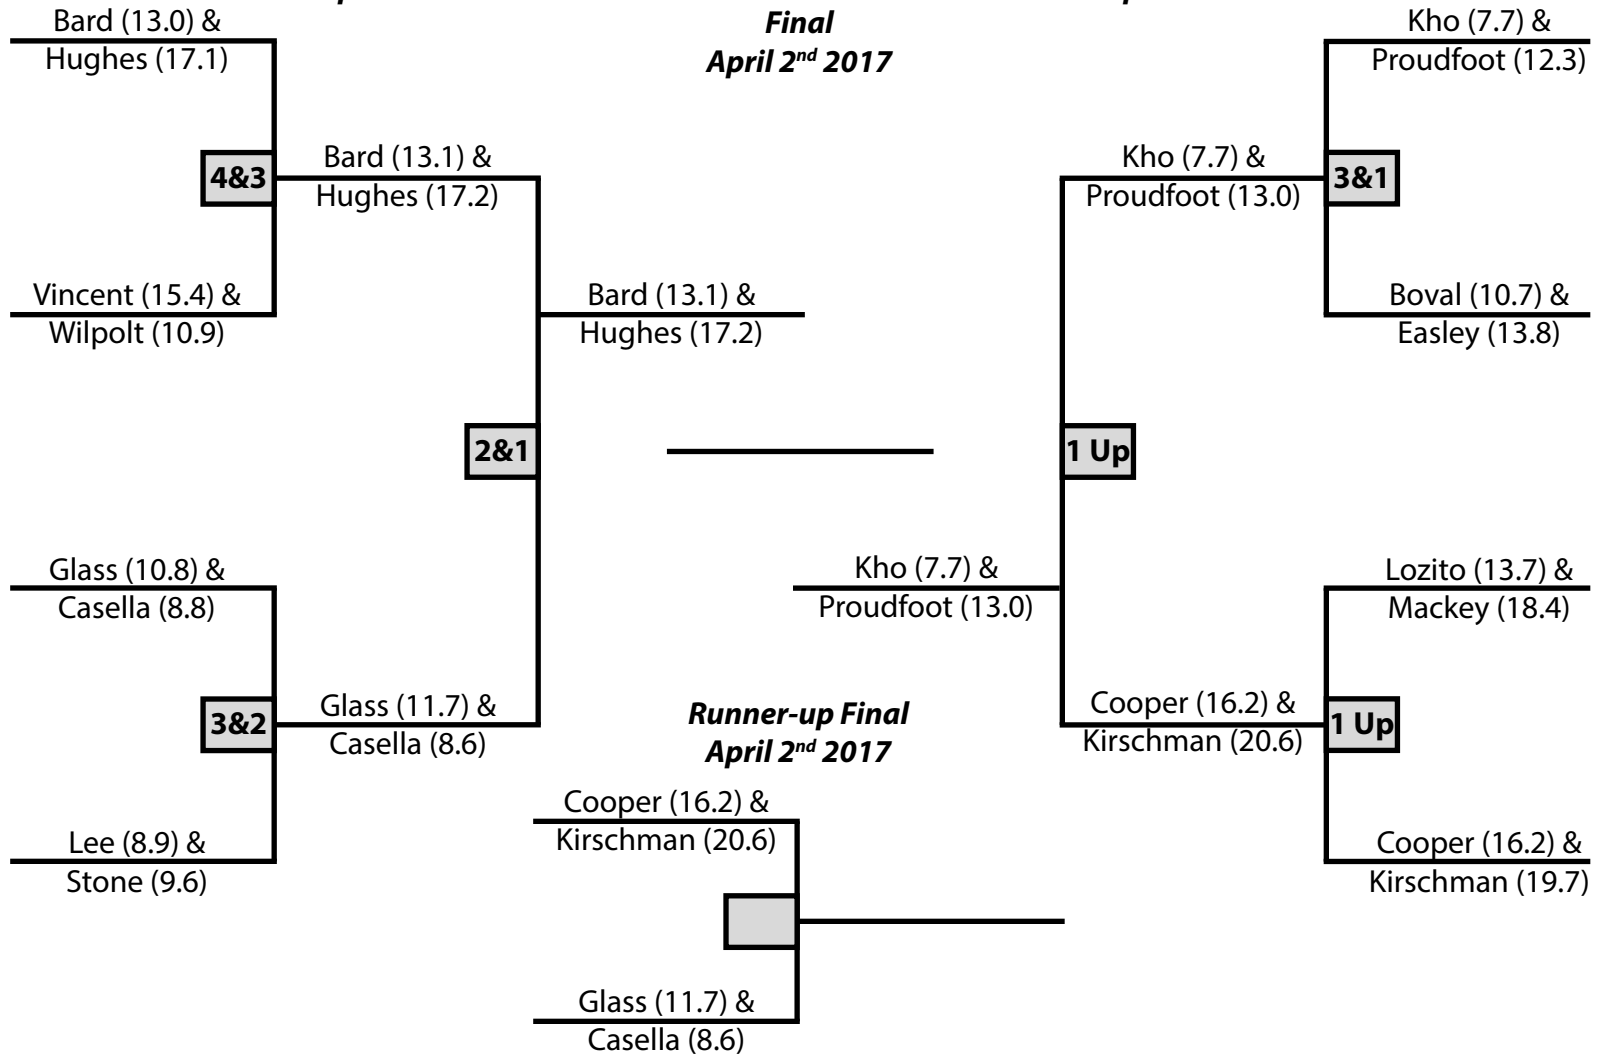 Bard (13.0) &
Hughes (17.1)
4&3
Vincent (15.4) &
Wilpolt (10.9)
Glass (10.8) &
Casella (8.8)
3&2
Lee (8.9) &
Stone (9.6)
Bard (13.1) &
Hughes (17.2)
2&1
Glass (11.7) &
Casella (8.6)
Bard (13.1) &
Hughes (17.2)
Final
April 2nd 2017
Kho (7.7) &
Proudfoot (13.0)
Kho (7.7) &
Proudfoot (13.0)
1 Up
Cooper (16.2) &
Kirschman (20.6)
Kho (7.7) &
Proudfoot (12.3)
3&1
Boval (10.7) &
Easley (13.8)
Lozito (13.7) &
Mackey (18.4)
1 Up
Cooper (16.2) &
Kirschman (19.7)
Runner-up Final
April 2nd 2017
Cooper (16.2) &
Kirschman (20.6)
Glass (11.7) &
Casella (8.6)